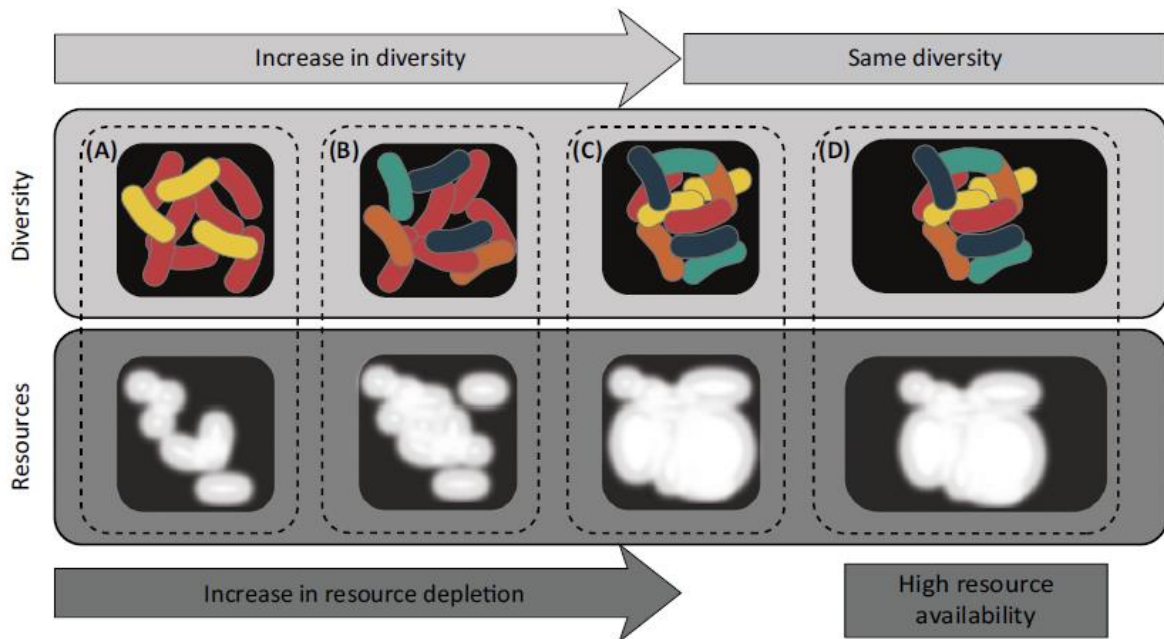 Increase in diversity
Same diversity
Diversity
(A)
(B)
(C)
(D)
Resources
Increase in resource depletion
High resource
availability